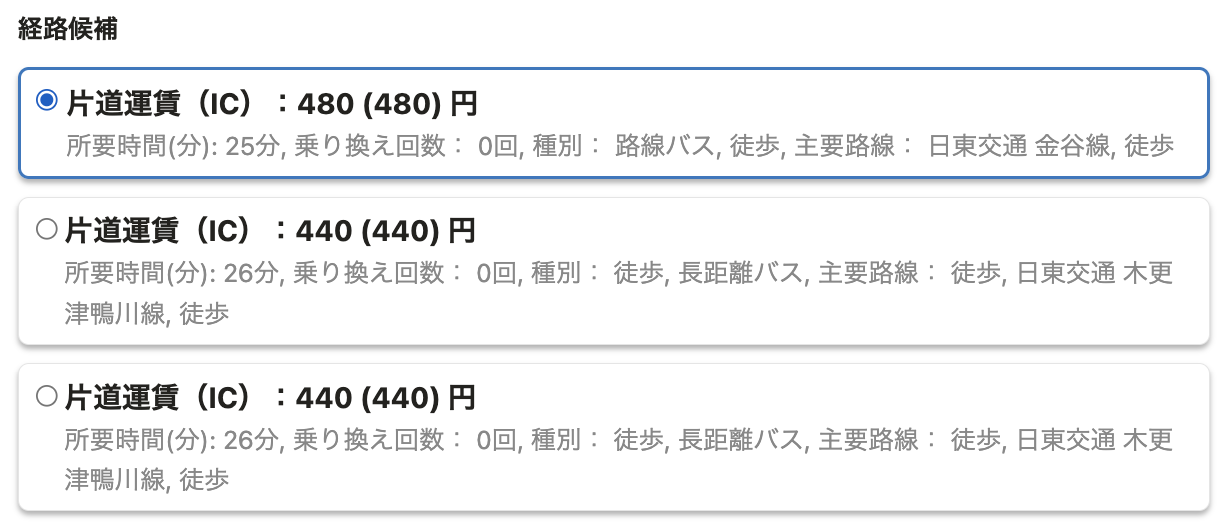 経路候補
片道運賃（IC）：480 (480) 円
所要時間(分): 25分, 乗り換え回数： 0回, 種別： 路線バス, 徒歩, 主要路線： 日東交通 金谷線, 徒歩
片道運賃（IC）：440 (440) 円
所要時間(分): 26分, 乗り換え回数： 0回, 種別： 徒歩, 長距離バス, 主要路線： 徒歩, 日東交通 木更
津鴨川線, 徒歩
片道運賃（IC）：440 (440) 円
所要時間(分): 26分, 乗り換え回数： 0回, 種別： 徒歩, 長距離バス, 主要路線： 徒歩, 日東交通 木更
津鴨川線, 徒歩